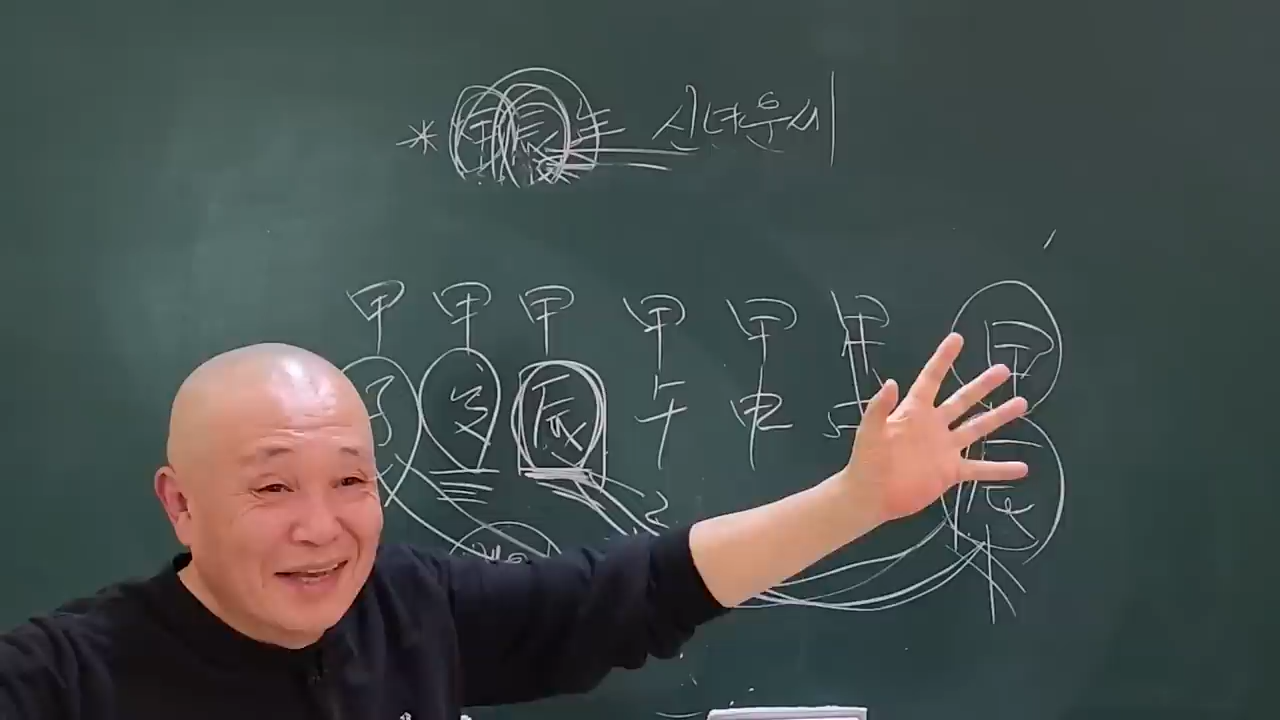 * 甲辰年 신년운세
甲 甲 甲 甲 甲 甲 甲
子 寅 辰 午 申 辰